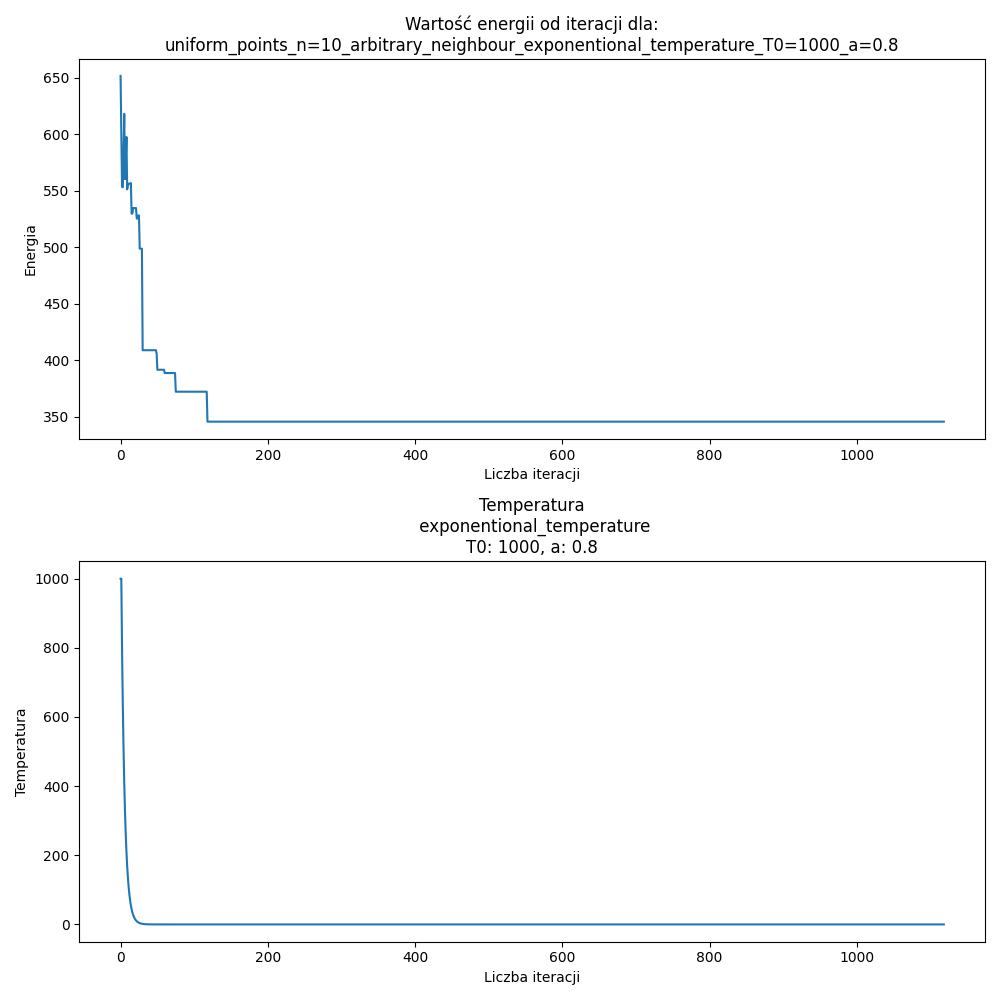 Wartość energii od iteracji dla:
uniform_points_n=10_arbitrary_neighbour_exponentional_temperature_T0=1000_a=0.8
650
600
550
500
450
400
350
Energia
0 200 400 600 800 1000
Liczba iteracji
Temperatura
exponentional_temperature
T0: 1000, a: 0.8
1000
800
600
400
200
0
Temperatura
0 200 400 600 800 1000
Liczba iteracji